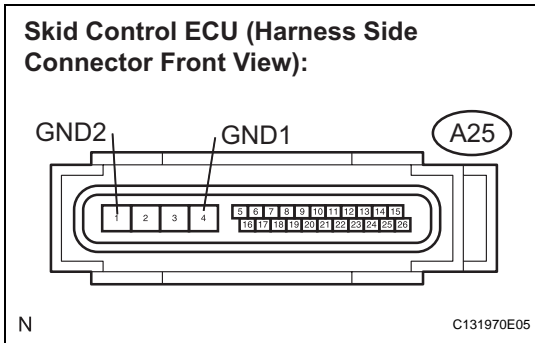 Skid Control ECU (Harness Side
Connector Front View):
GND2
GND1
A25
1 2 3 4
5 6 7 8 9 10 11 12 13 14 15
16 17 18 19 20 21 22 23 24 25 26
N
C131970E05